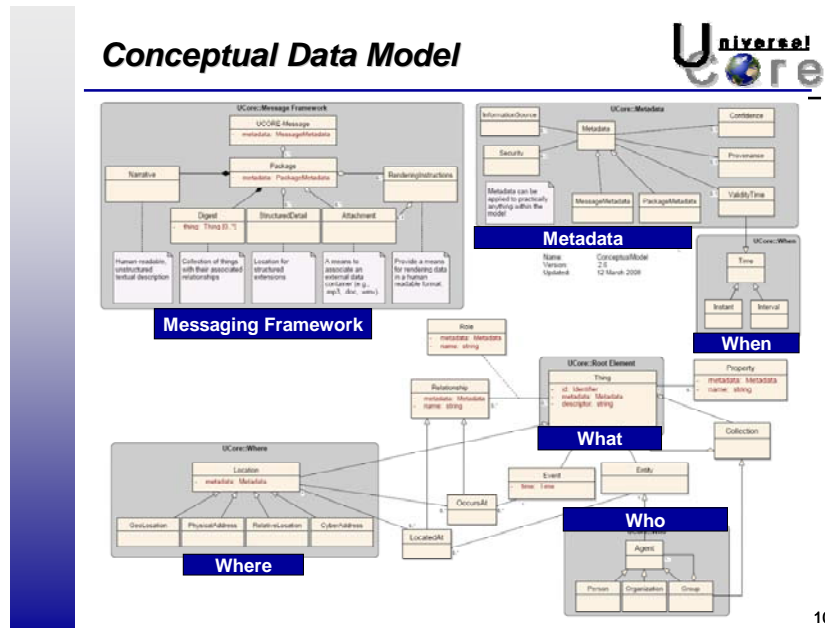 Conceptual Data Model
Universal
Core
UCore::Message Framework
UCORE-Message
- metadata: MessageMetadata
Package
metadata: PackageMetadata
Narrative
RenderingInstructions
Digest
- thing: Thing [0..*]
StructuredDetail
Attachment
Human readable,
unstructured
textual description
Collection of things
with their associated
relationships
Location for
structured
extensions
A means to
associate an
external data
container (e.g.,
.mp3, .doc, .wmv).
Provide a means
for rendering data
in a human
readable format.
Messaging Framework
UCore::Metadata
InformationSource
Metadata
Confidence
Security
Provenance
ValidityTime
Metadata can be
applied to practically
anything within the
model
MessageMetadata
PackageMetadata
Metadata
Name: ConceptualModel
Version: 2.0
Updated: 12 March 2008
UCore::When
Time
Instant
Interval
When
Role
- metadata: Metadata
- name: string
Relationship
- metadata: Metadata
- name: string
UCore::Root Element
Thing
- id: Identifier
- metadata: Metadata
- descriptor: string
What
Property
- metadata: Metadata
- name: string
Collection
UCore::Where
Location
- metadata: Metadata
GeoLocation
PhysicalAddress
RelativeLocation
CyberAddress
Where
Event
- time: Time
Entity
OccursAt
LocatedAt
Who
Agent
Person
Organization
Group
10